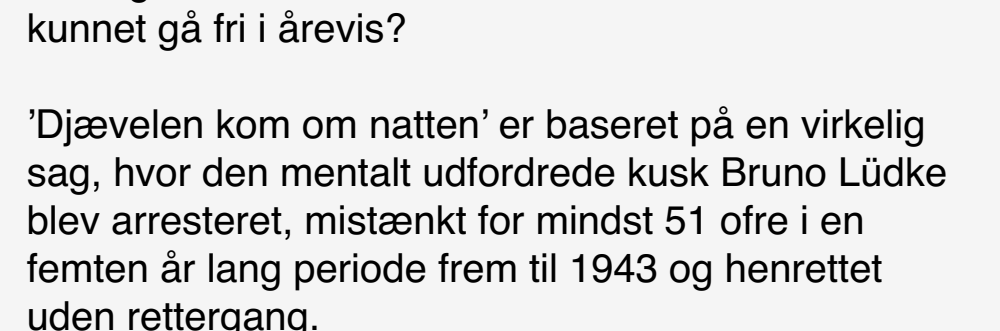 kunnet gå fri i årevis?
’Djævelen kom om natten’ er baseret på en virkelig
sag, hvor den mentalt udfordrede kusk Bruno Lüdke
blev arresteret, mistænkt for mindst 51 ofre i en
femten år lang periode frem til 1943 og henrettet
uden rettergang.